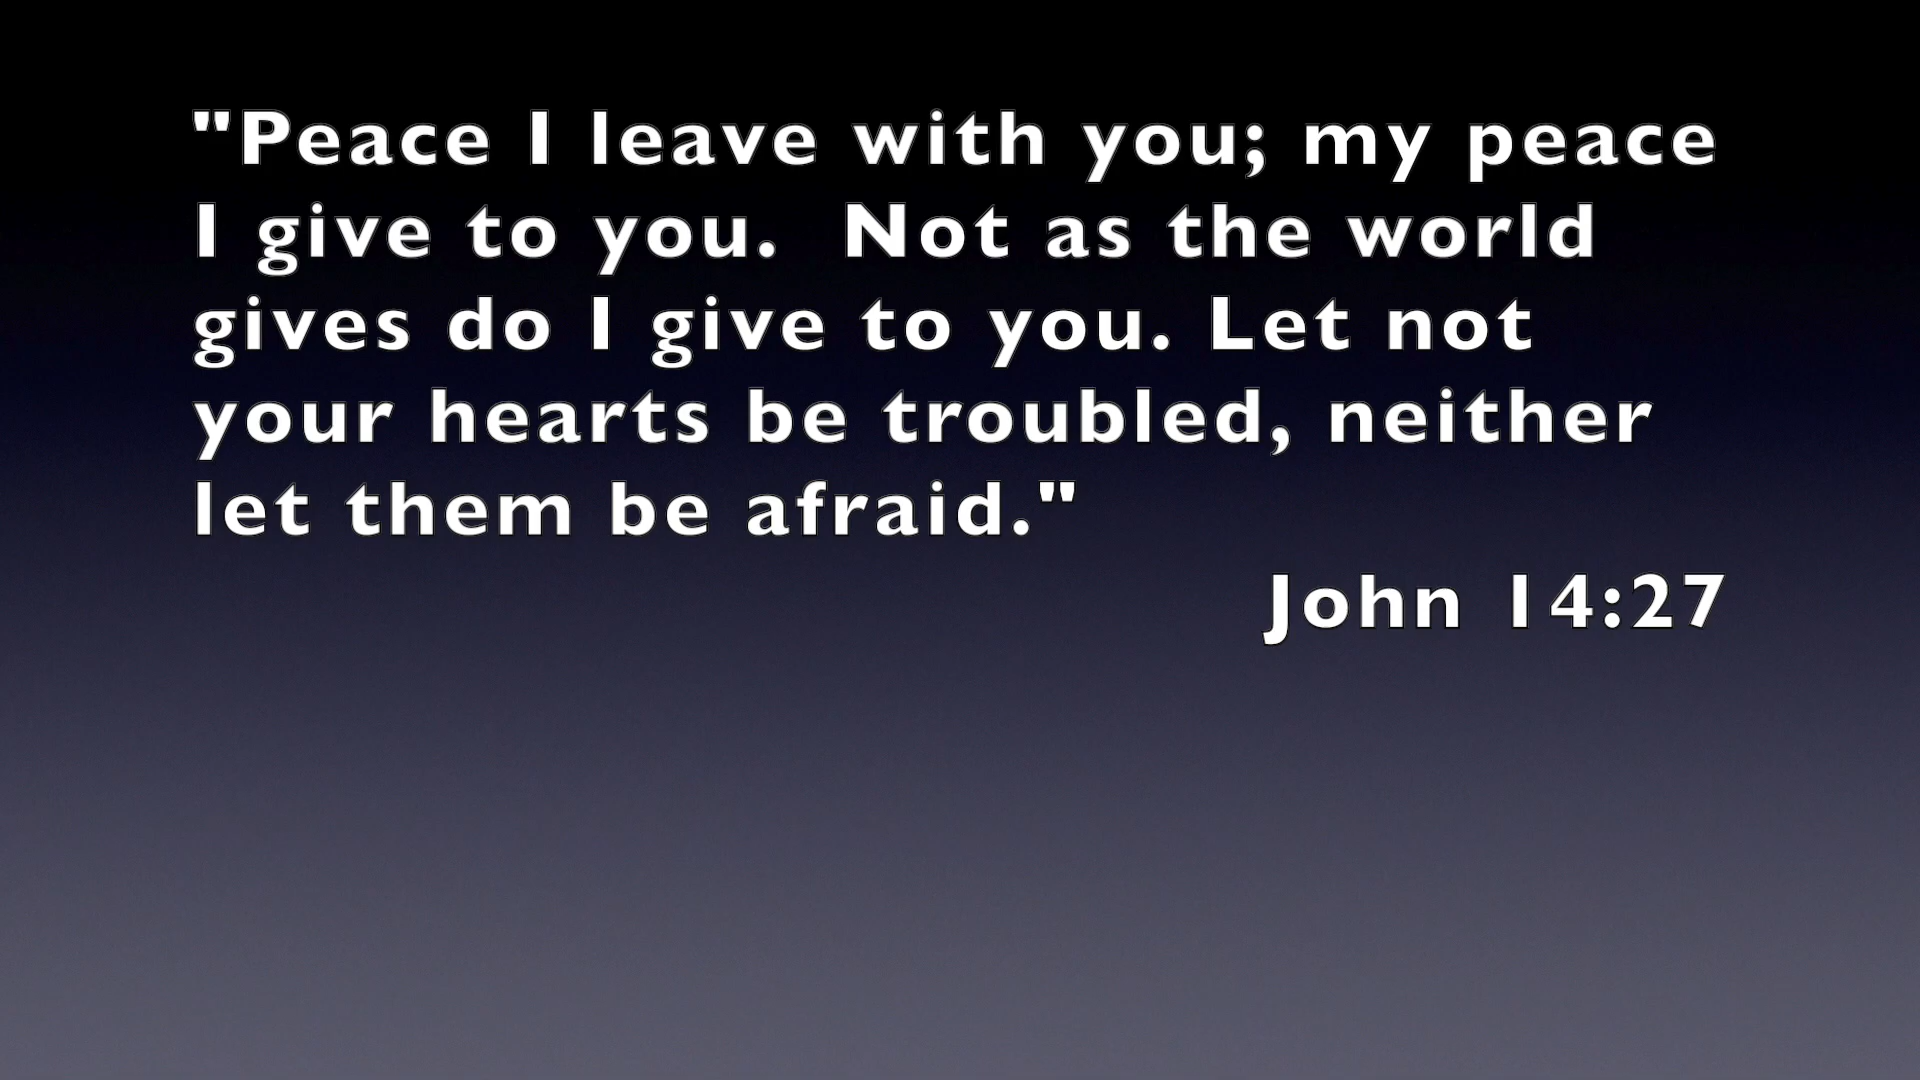 "Peace I leave with you; my peace
I give to you.  Not as the world
gives do I give to you. Let not
your hearts be troubled, neither
let them be afraid."
John 14:27